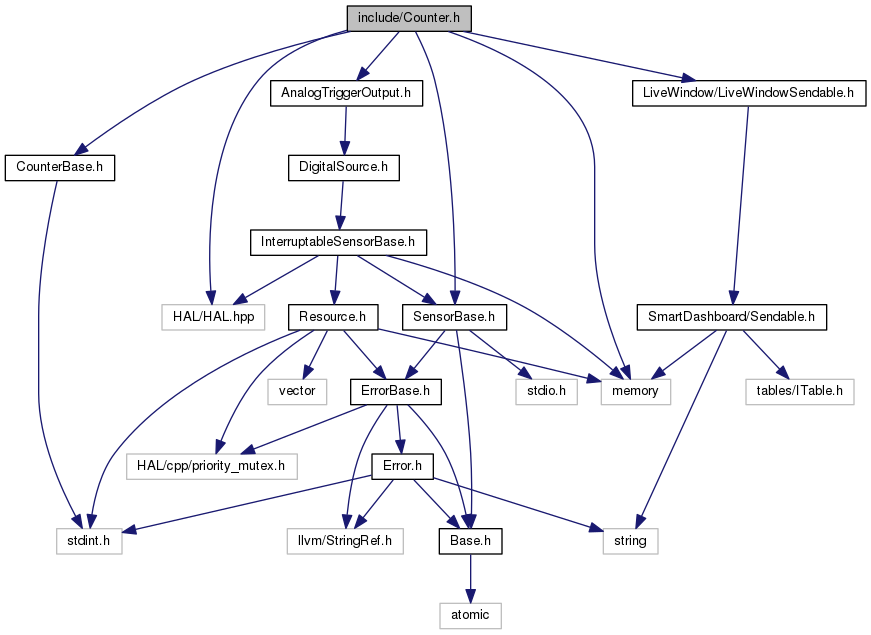 include/Counter.h
AnalogTriggerOutput.h
LiveWindow/LiveWindowSendable.h
CounterBase.h
DigitalSource.h
InterruptableSensorBase.h
HAL/HAL.hpp
Resource.h
SensorBase.h
SmartDashboard/Sendable.h
vector
ErrorBase.h
stdio.h
memory
tables/ITable.h
HAL/cpp/priority_mutex.h
Error.h
stdint.h
llvm/StringRef.h
Base.h
string
atomic